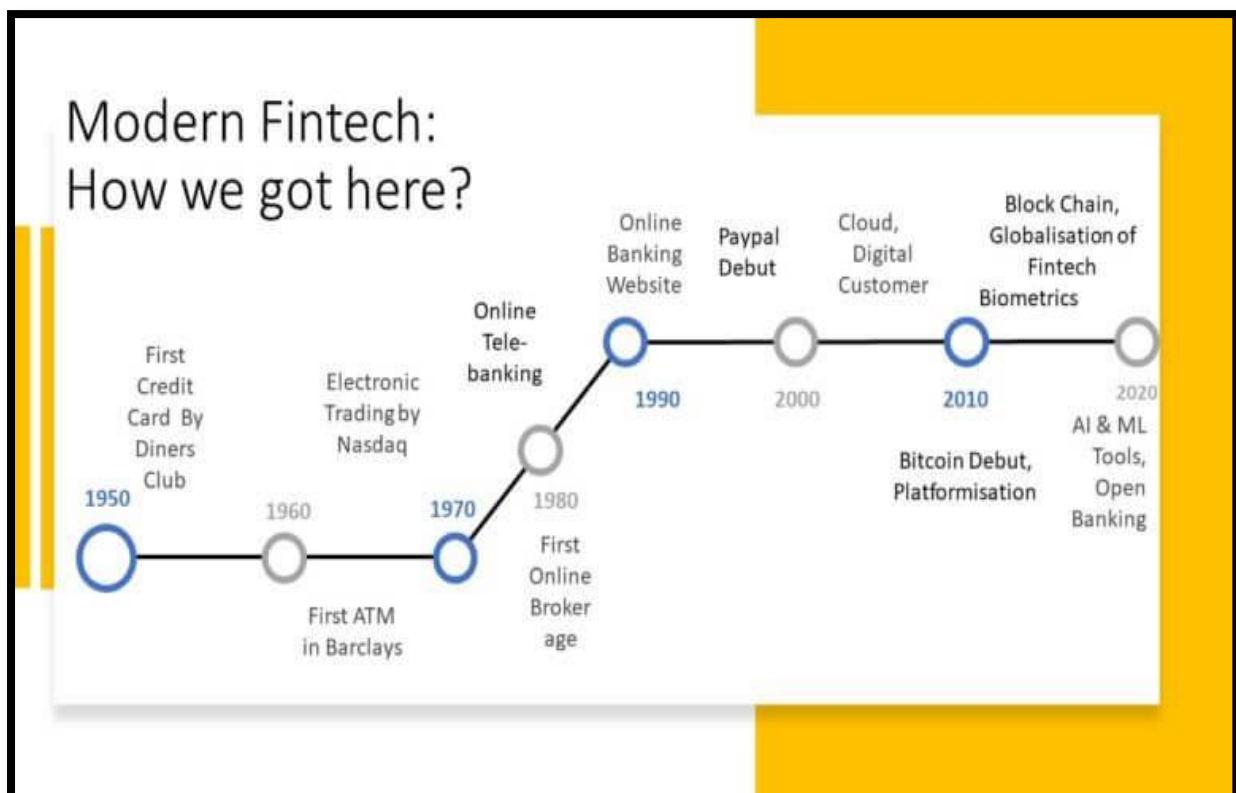 Modern Fintech:
How we got here?
First
Credit
Card By
Diners
Club
1950
1960
First ATM
in Barclays
Electronic
Trading by
Nasdaq
1970
Online
Tele-
banking
1980
First
Online
Broker
age
Online
Banking
Website
1990
Paypal
Debut
2000
Cloud,
Digital
Customer
2010
Bitcoin Debut,
Platformisation
Block Chain,
Globalisation of
Fintech
Biometrics
2020
AI & ML
Tools,
Open
Banking